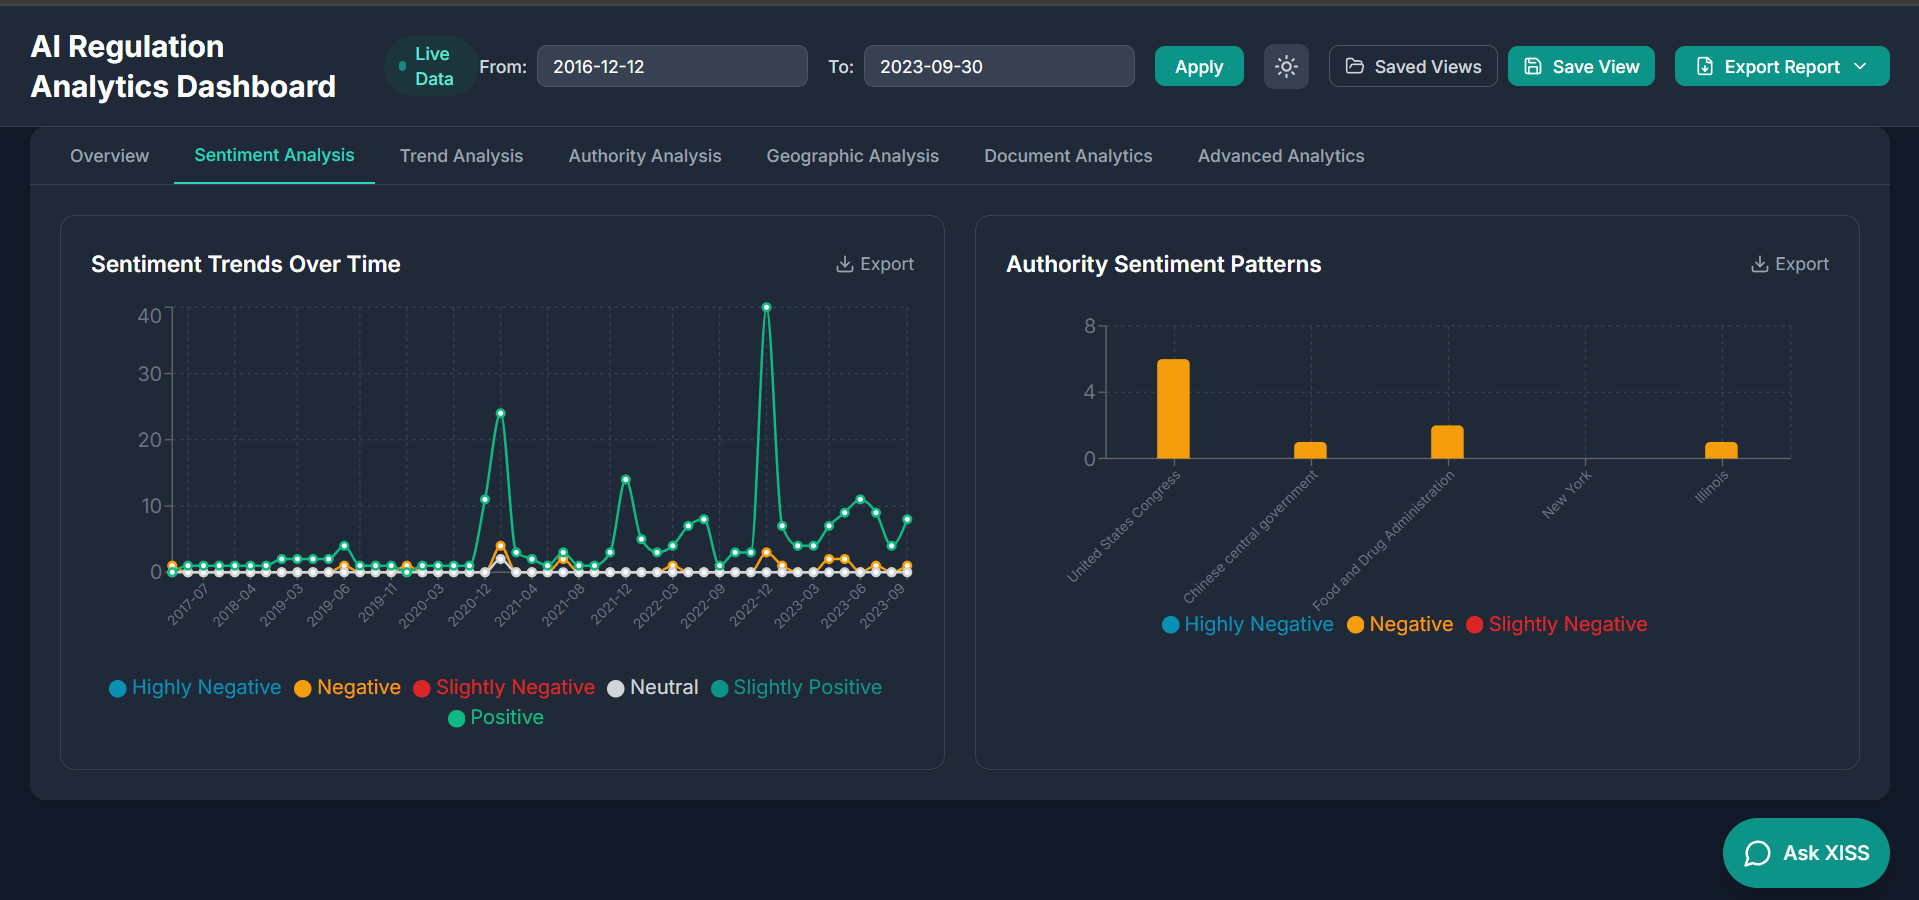 AI Regulation
Analytics Dashboard
Live
Data
From:
2016-12-12
To:
2023-09-30
Apply
Saved Views
Save View
Export Report
Overview
Sentiment Analysis
Trend Analysis
Authority Analysis
Geographic Analysis
Document Analytics
Advanced Analytics
Sentiment Trends Over Time
Export
40
30
20
10
0
2017-07
2018-04
2019-03
2019-06
2019-11
2020-03
2020-12
2021-04
2021-08
2021-12
2022-03
2022-09
2022-12
2023-03
2023-06
2023-09
Highly Negative
Negative
Slightly Negative
Neutral
Slightly Positive
Positive
Authority Sentiment Patterns
Export
8
4
0
United States Congress
Chinese central government
Food and Drug Administration
New York
Illinois
Highly Negative
Negative
Slightly Negative
Ask XISS